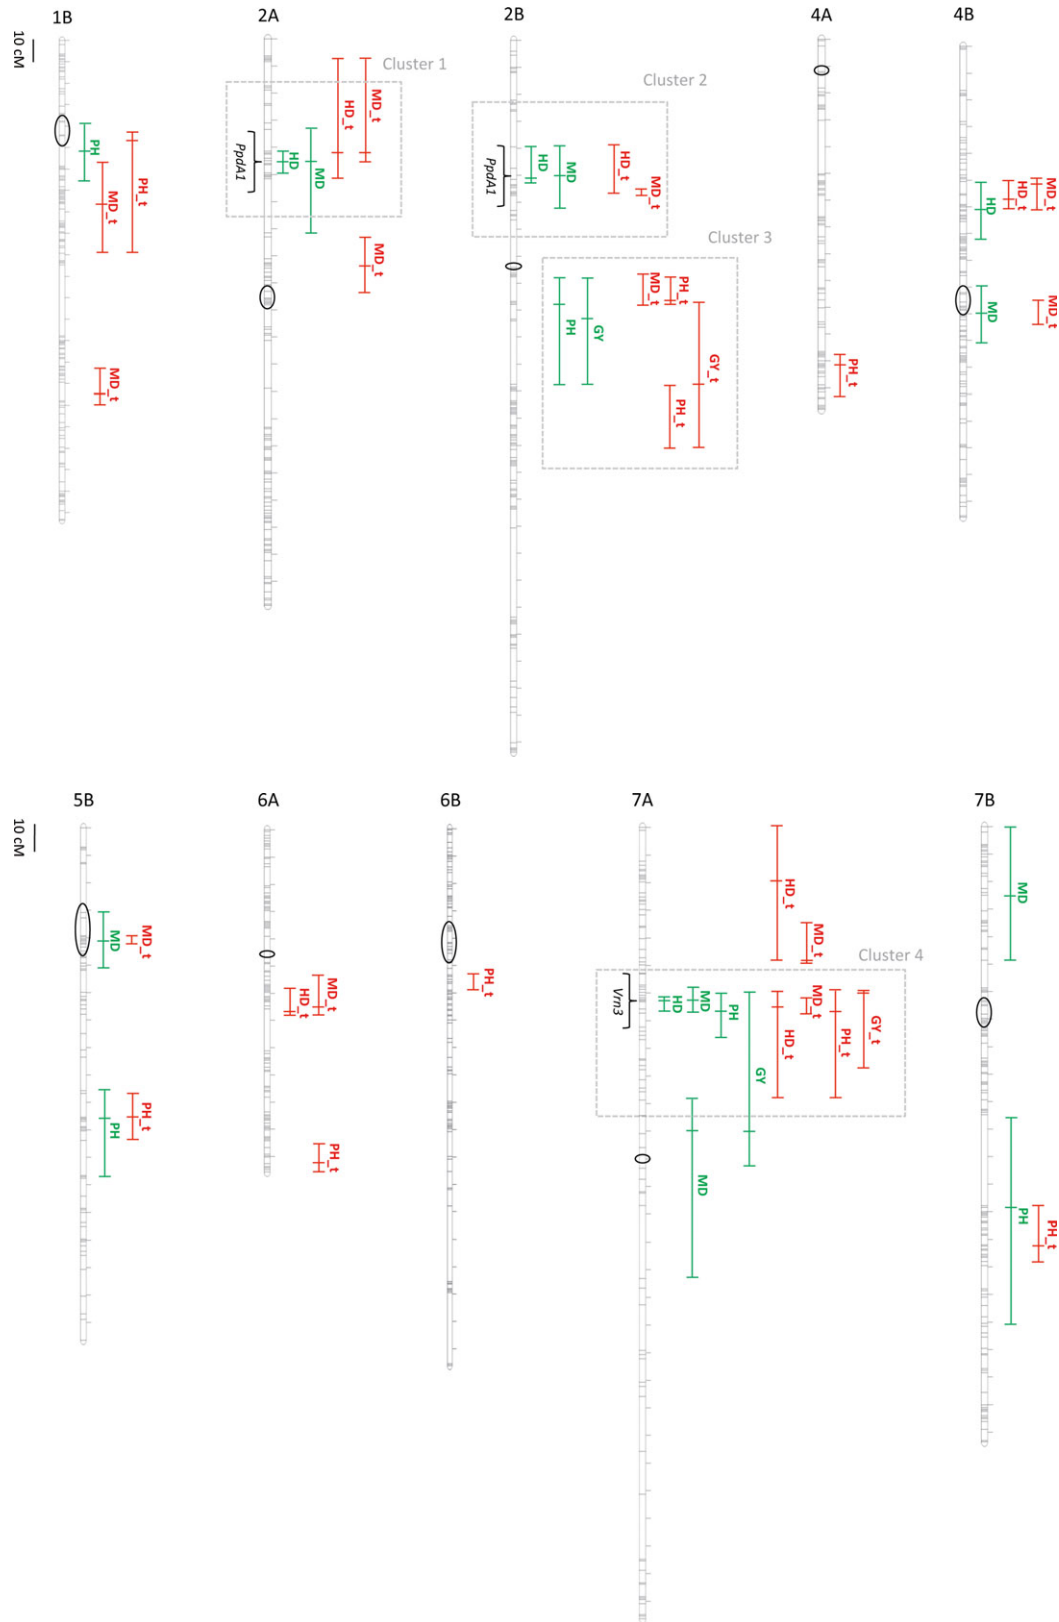 1B
2A
2B
4A
4B
10 cM
Cluster 1
Cluster 2
Cluster 3
PH
MD_t
PH_t
MD_t
PpdA1
HD
MD
HD_t
MD_t
MD_t
PpdA1
HD
MD
HD_t
MD_t
PH
GY
MD_t
PH_t
GY_t
PH_t
PH_t
HD
HD_t
MD_t
MD
MD_t
5B
6A
6B
7A
7B
10 cM
Cluster 4
MD
MD_t
PH
PH_t
HD_t
MD_t
PH_t
PH_t
HD_t
MD_t
Vrn3
HD
MD
PH
GY
HD_t
MD_t
PH_t
GY_t
MD
MD
PH
PH_t